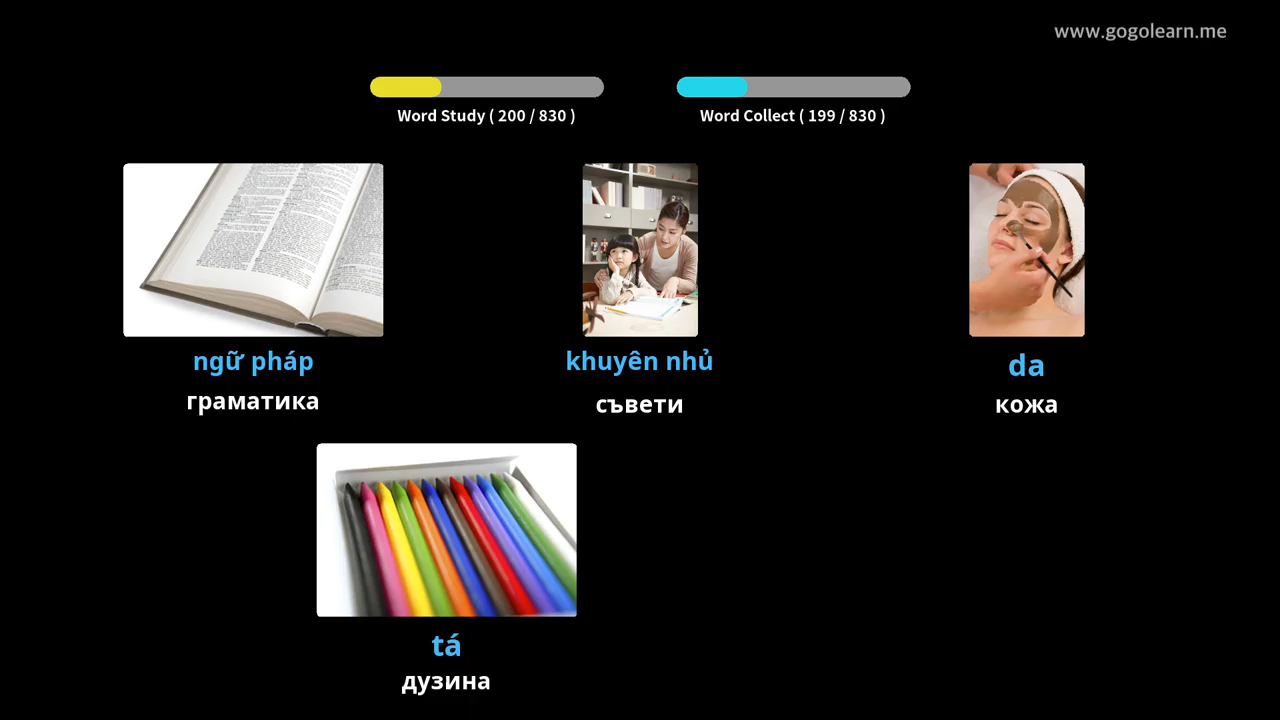 www.gogolearn.me
Word Study ( 200 / 830 )
Word Collect ( 199 / 830 )
ngữ pháp
граматика
khuyên nhủ
съвети
da
кожа
tá
дузина